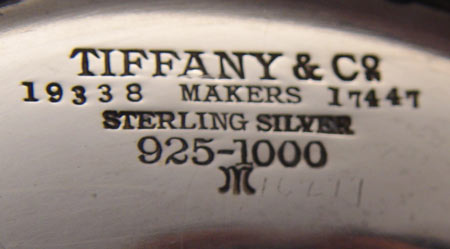 TIFFANY & Co
19338 MAKERS 17447
STERLING SILVER
925-1000
M